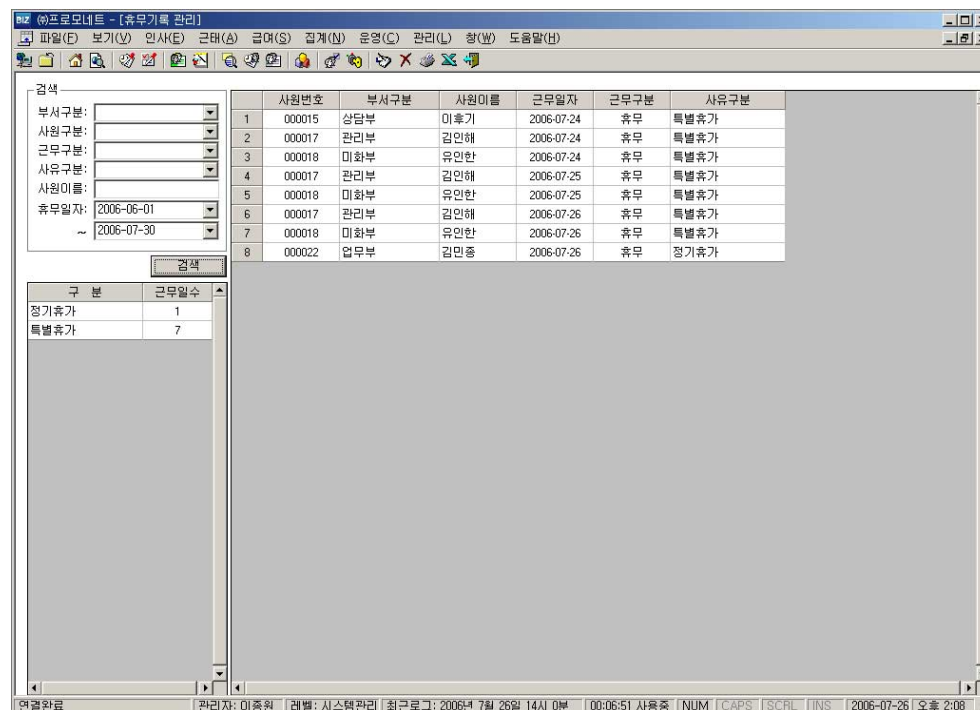 BIZ (주)프로모네트 - [휴무기록 관리]
파일(F) 보기(V) 인사(E) 근태(A) 급여(S) 집계(N) 운영(C) 관리(L) 창(W) 도움말(H)
검색
부서구분:
사원구분:
근무구분:
사유구분:
사원이름:
휴무일자: 2006-06-01
~ 2006-07-30
검색
구 분 근무일수
정기휴가 1
특별휴가 7
사원번호 부서구분 사원이름 근무일자 근무구분 사유구분
1 000015 상담부 이후기 2006-07-24 휴무 특별휴가
2 000017 관리부 김인해 2006-07-24 휴무 특별휴가
3 000018 미화부 유인한 2006-07-24 휴무 특별휴가
4 000017 관리부 김인해 2006-07-25 휴무 특별휴가
5 000018 미화부 유인한 2006-07-25 휴무 특별휴가
6 000017 관리부 김인해 2006-07-26 휴무 특별휴가
7 000018 미화부 유인한 2006-07-26 휴무 특별휴가
8 000022 업무부 김민종 2006-07-26 휴무 정기휴가
연결완료 관리자: 이종원 레벨: 시스템관리 최근로그: 2006년 7월 26일 14시 0분 00:06:51 사용중 NUM CAPS SCRL INS 2006-07-26 오후 2:08